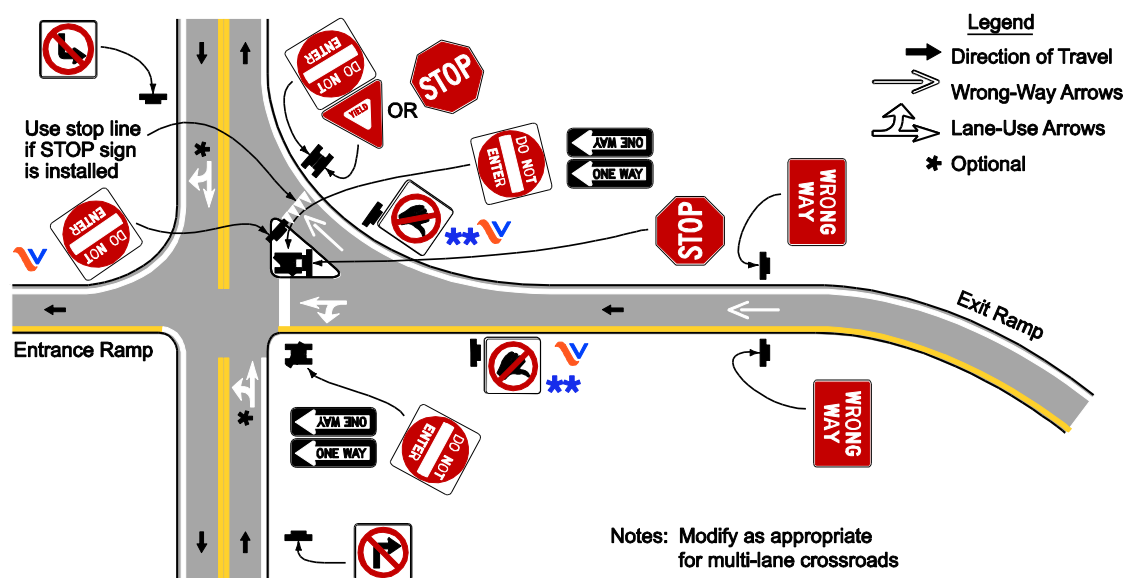 Legend
Direction of Travel
Wrong-Way Arrows
Lane-Use Arrows
* Optional
DO NOT
ENTER
YIELD
OR
STOP
Use stop line
if STOP sign
is installed
*
DO NOT
ENTER
ONE WAY
ONE WAY
DO NOT
ENTER
V
** V
STOP
WRONG
WAY
Exit Ramp
Entrance Ramp
V
**
*
ONE WAY
ONE WAY
DO NOT
ENTER
WRONG
WAY
Notes: Modify as appropriate
for multi-lane crossroads